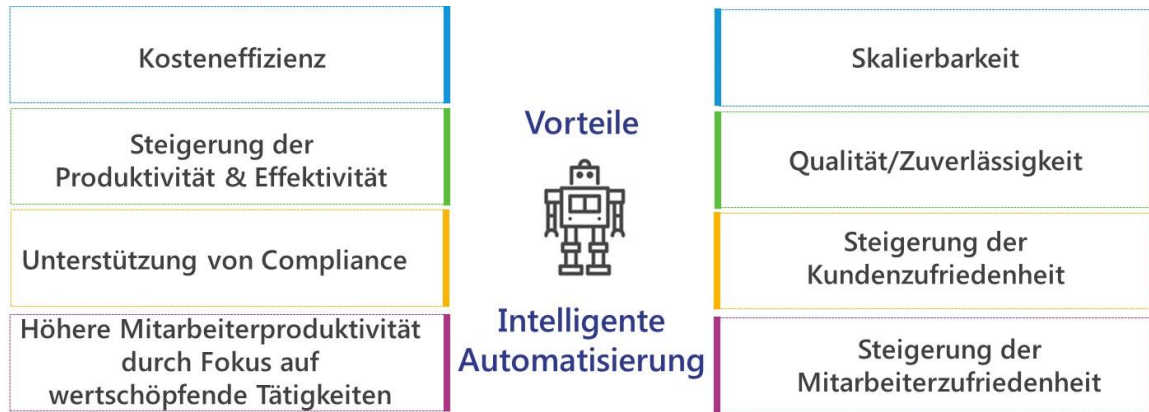 Kosteneffizienz
Steigerung der
Produktivität & Effektivität
Unterstützung von Compliance
Höhere Mitarbeiterproduktivität
durch Fokus auf
wertschöpfende Tätigkeiten
Vorteile
Intelligente
Automatisierung
Skalierbarkeit
Qualität/Zuverlässigkeit
Steigerung der
Kundenzufriedenheit
Steigerung der
Mitarbeiterzufriedenheit